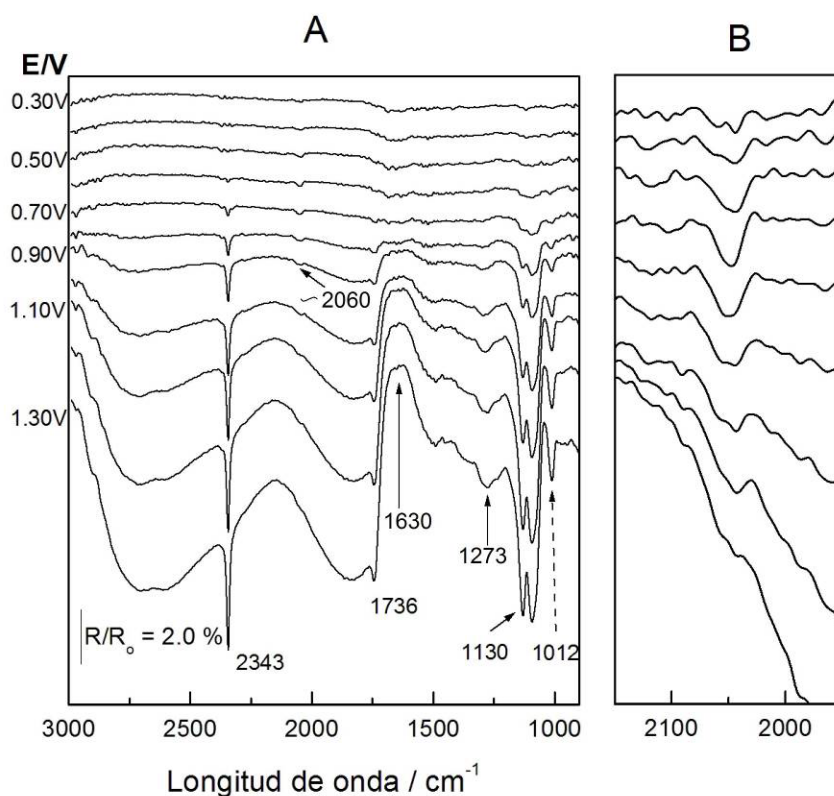 A
B
E/V
0.30V
0.50V
0.70V
0.90V
1.10V
1.30V
2060
1630
1273
1736
1130
1012
R/Ro = 2.0 %
2343
3000 2500 2000 1500 1000
2100 2000
Longitud de onda / cm-1